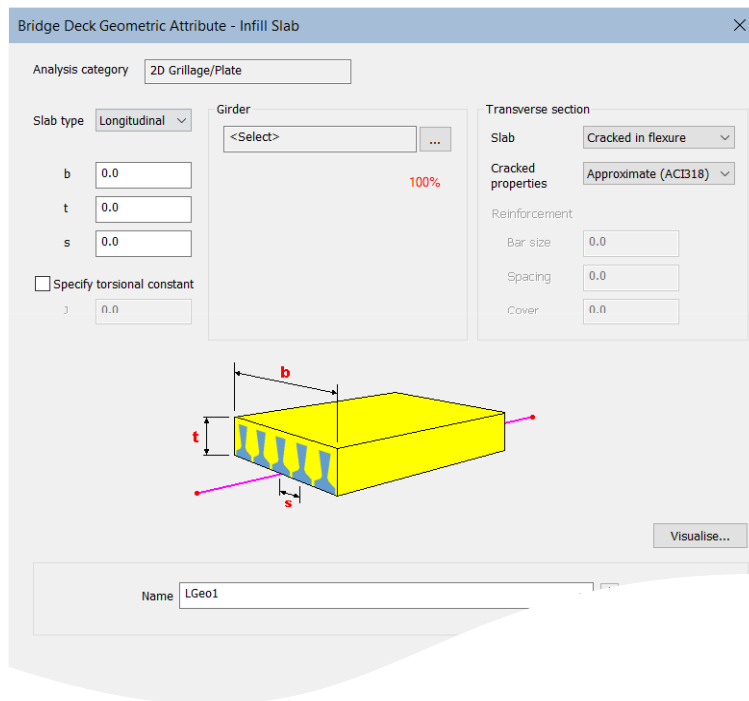 Bridge Deck Geometric Attribute - Infill Slab
Analysis category 2D Grillage/Plate
Slab type Longitudinal
b 0.0
t 0.0
s 0.0
Specify torsional constant
J 0.0
Girder
<Select> ...
100%
Transverse section
Slab Cracked in flexure
Cracked
properties Approximate (ACI318)
Reinforcement
Bar size 0.0
Spacing 0.0
Cover 0.0
b
t
s
Visualise...
Name LGeo1